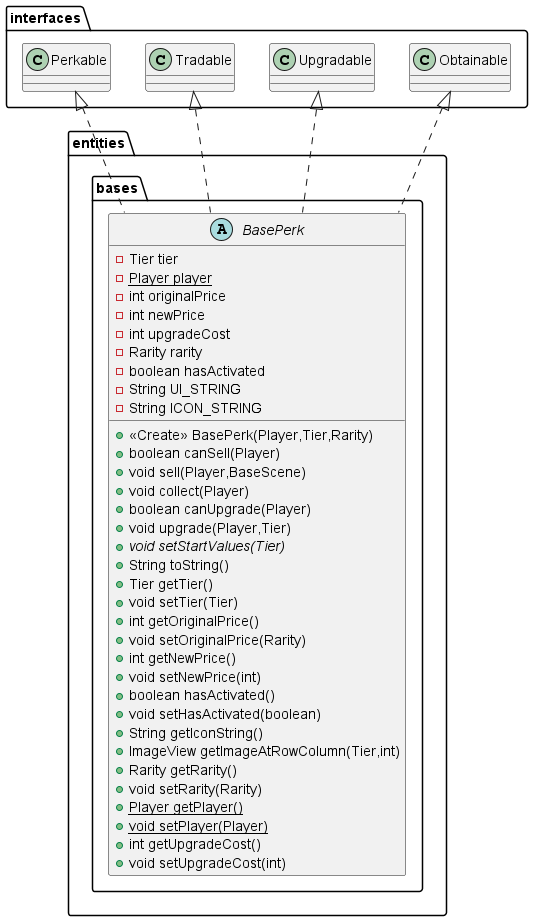 interfaces
C Perkable
C Tradable
C Upgradable
C Obtainable
entities
bases
A BasePerk
Tier tier
Player player
int originalPrice
int newPrice
int upgradeCost
Rarity rarity
boolean hasActivated
String UI_STRING
String ICON_STRING
«Create» BasePerk(Player,Tier,Rarity)
boolean canSell(Player)
void sell(Player,BaseScene)
void collect(Player)
boolean canUpgrade(Player)
void upgrade(Player,Tier)
void setStartValues(Tier)
String toString()
Tier getTier()
void setTier(Tier)
int getOriginalPrice()
void setOriginalPrice(Rarity)
int getNewPrice()
void setNewPrice(int)
boolean hasActivated()
void setHasActivated(boolean)
String getIconString()
ImageView getImageAtRowColumn(Tier,int)
Rarity getRarity()
void setRarity(Rarity)
Player getPlayer()
void setPlayer(Player)
int getUpgradeCost()
void setUpgradeCost(int)